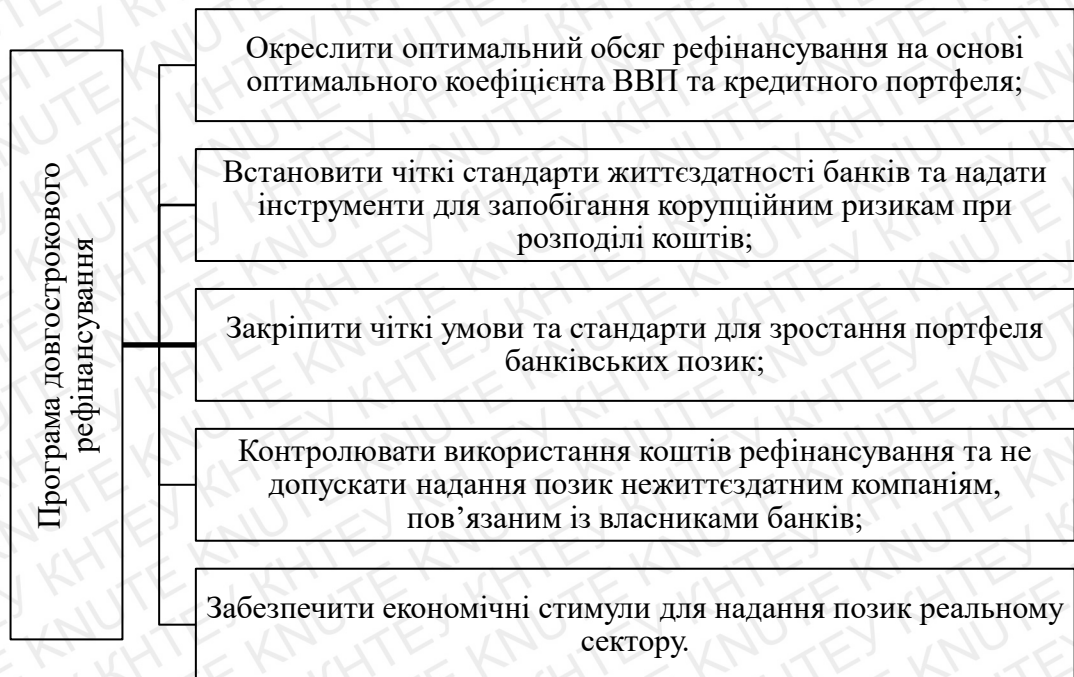 Програма довгострокового
рефінансування
Окреслити оптимальний обсяг рефінансування на основі
оптимального коефіцієнта ВВП та кредитного портфеля;
Встановити чіткі стандарти життєздатності банків та надати
інструменти для запобігання корупційним ризикам при
розподілі коштів;
Закріпити чіткі умови та стандарти для зростання портфеля
банківських позик;
Контролювати використання коштів рефінансування та не
допускати надання позик нежиттєздатним компаніям,
пов’язаним із власниками банків;
Забезпечити економічні стимули для надання позик реальному
сектору.